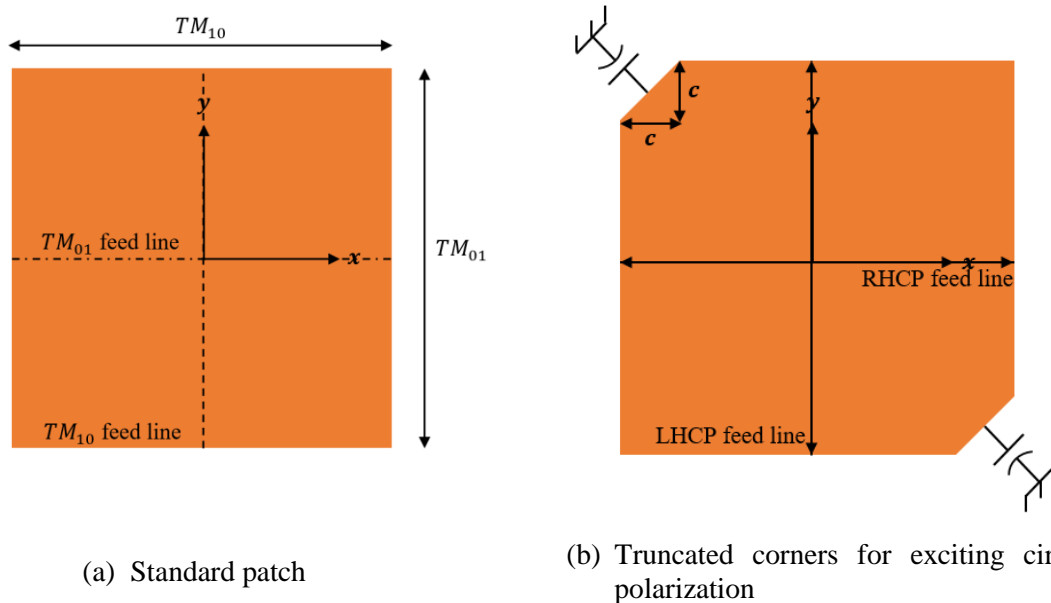 TM₁₀
y
TM₀₁ feed line
x
TM₀₁
TM₁₀ feed line
(a) Standard patch
c
c
y
x
RHCP feed line
LHCP feed line
(b) Truncated corners for exciting cir
polarization